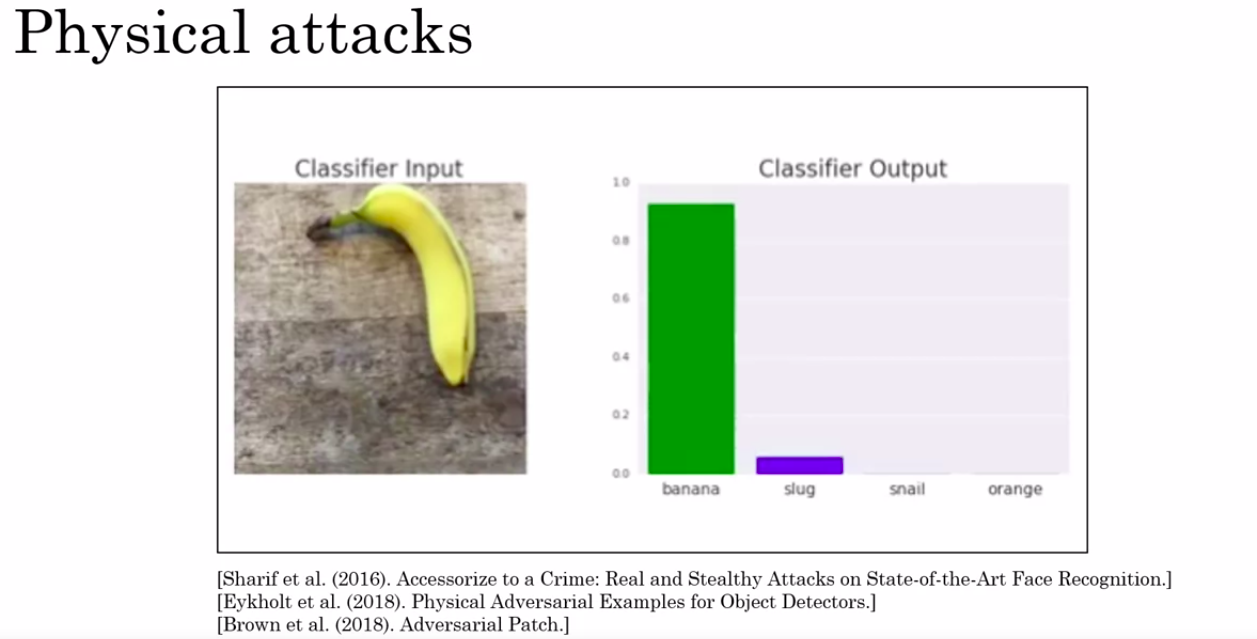 Physical attacks
Classifier Input
Classifier Output
1.0
0.8
0.6
0.4
0.2
0.0
banana slug snail orange
[Sharif et al. (2016). Accessorize to a Crime: Real and Stealthy Attacks on State-of-the-Art Face Recognition.]
[Eykholt et al. (2018). Physical Adversarial Examples for Object Detectors.]
[Brown et al. (2018). Adversarial Patch.]